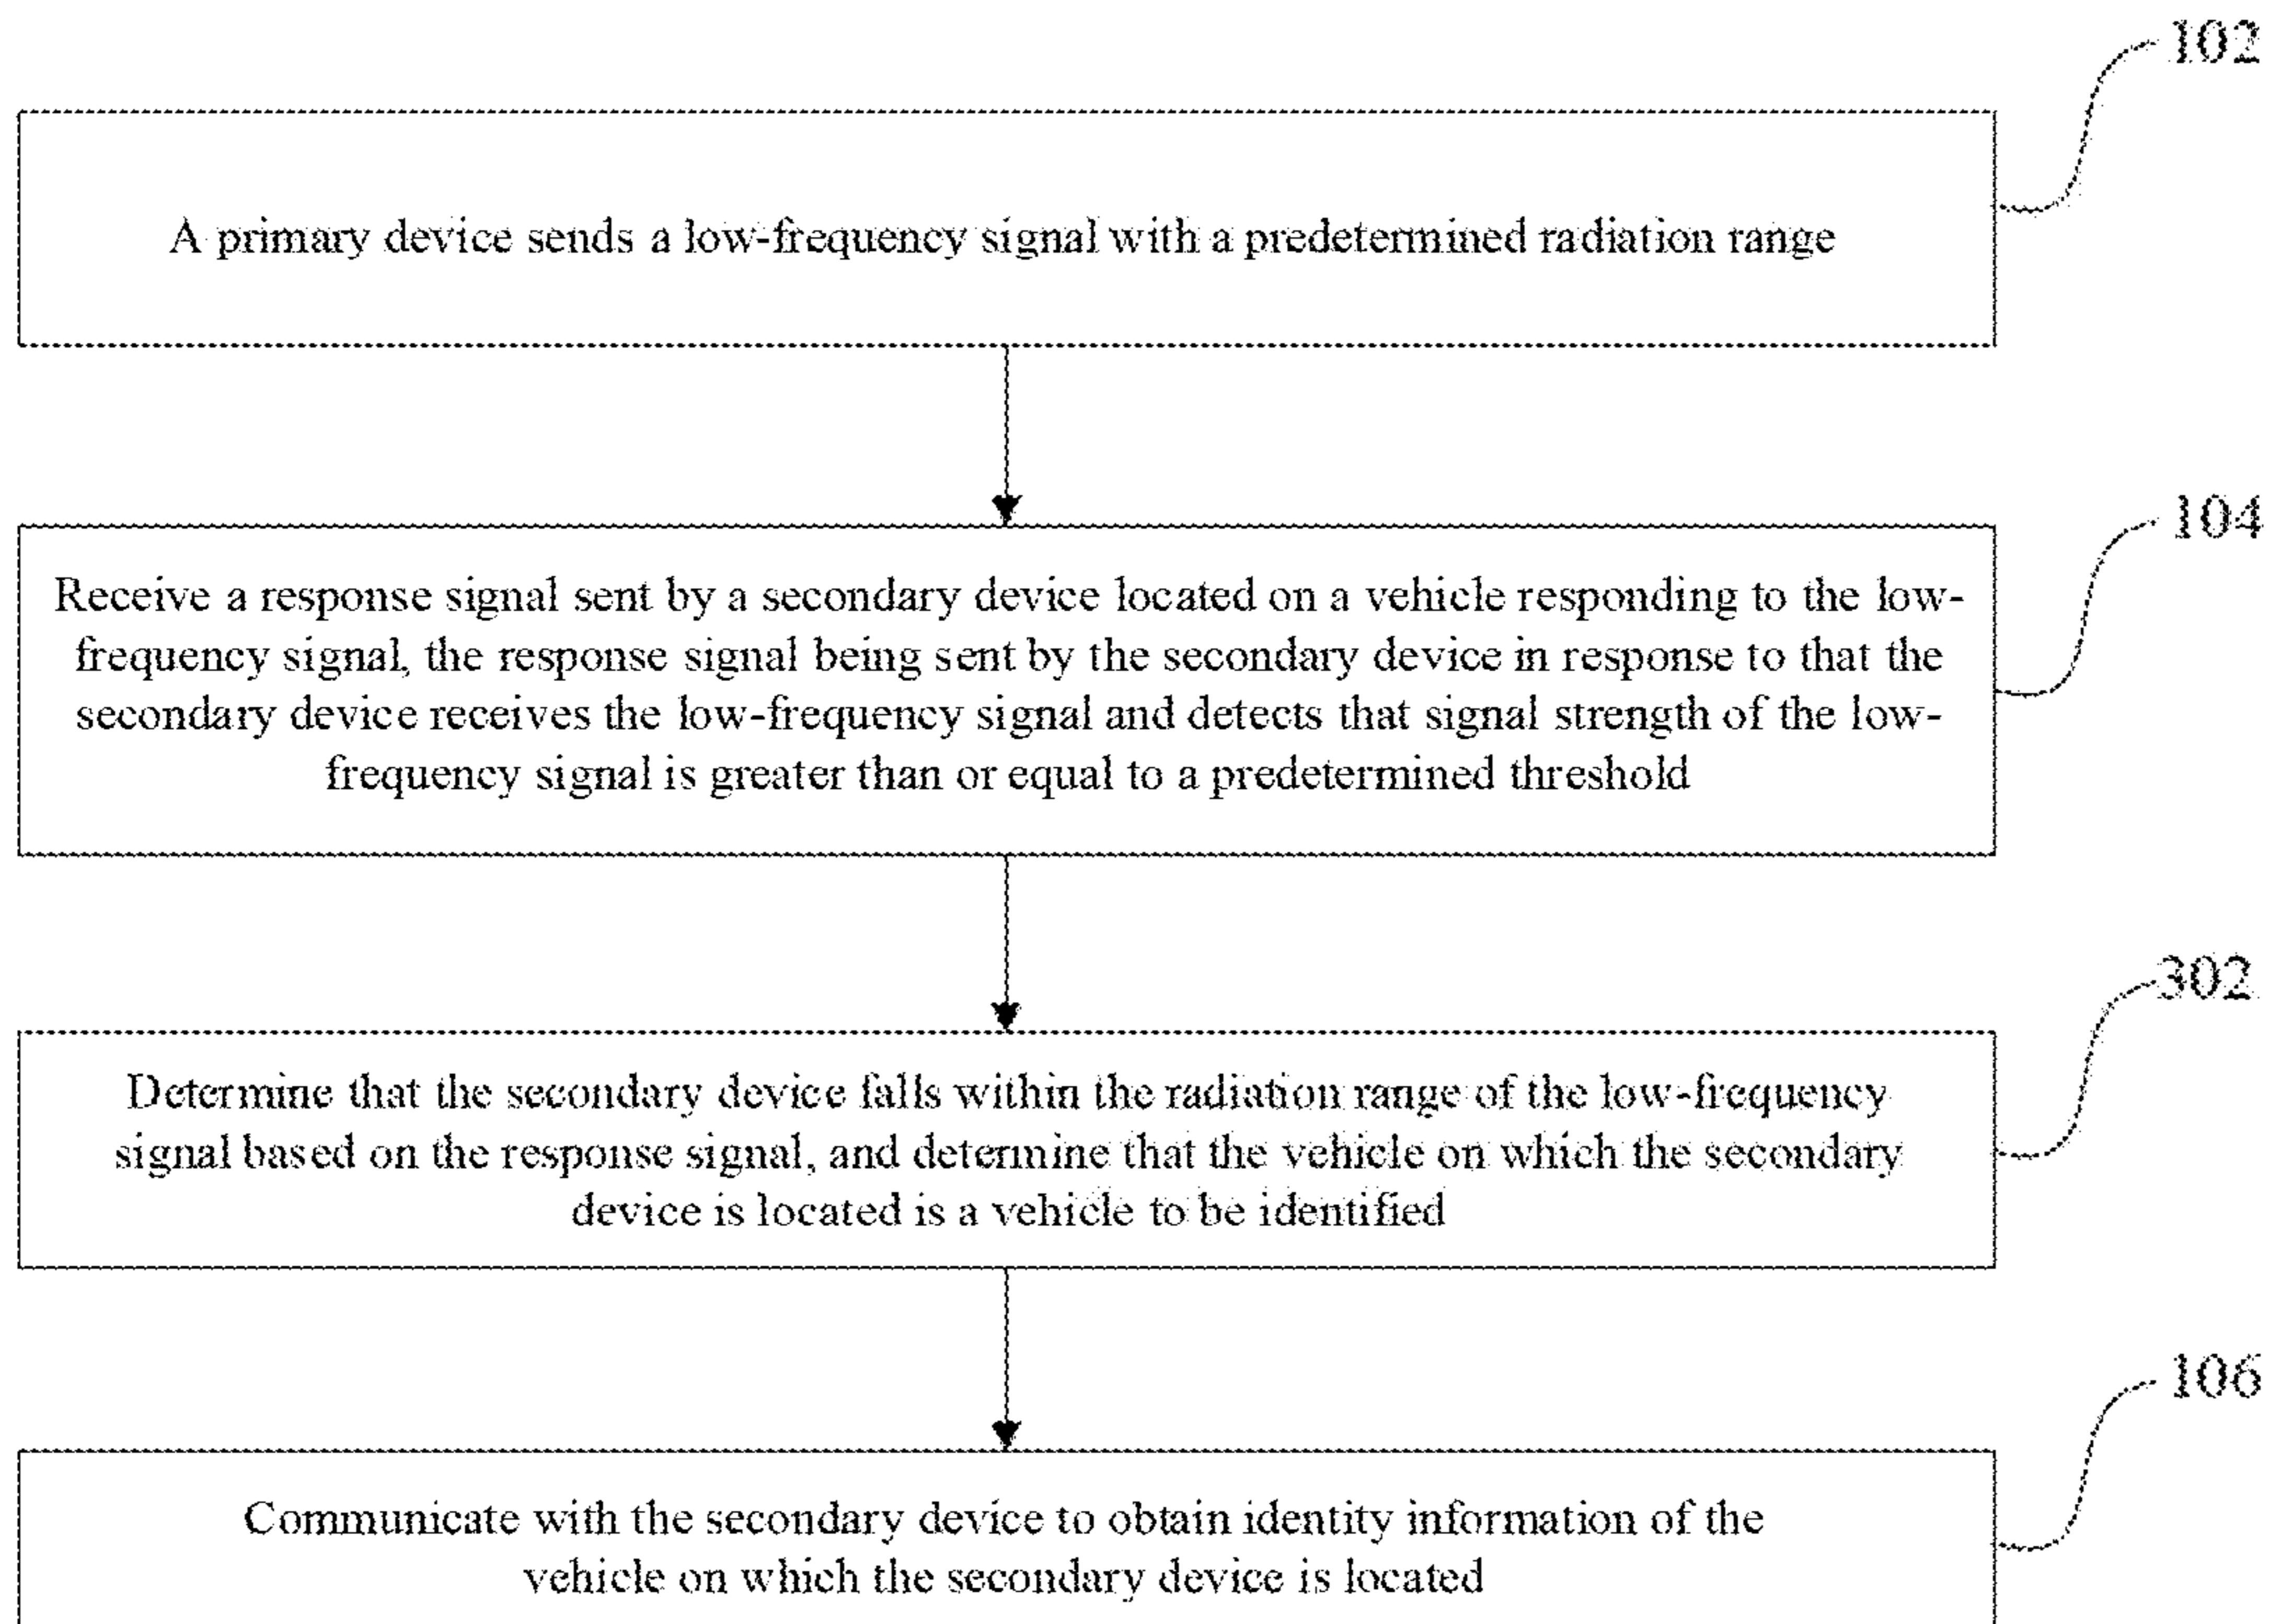 102
A primary device sends a low-frequency signal with a predetermined radiation range
104
Receive a response signal sent by a secondary device located on a vehicle responding to the low-
frequency signal, the response signal being sent by the secondary device in response to that the
secondary device receives the low-frequency signal and detects that signal strength of the low-
frequency signal is greater than or equal to a predetermined threshold
302
Determine that the secondary device falls within the radiation range of the low-frequency
signal based on the response signal, and determine that the vehicle on which the secondary
device is located is a vehicle to be identified
106
Communicate with the secondary device to obtain identity information of the
vehicle on which the secondary device is located